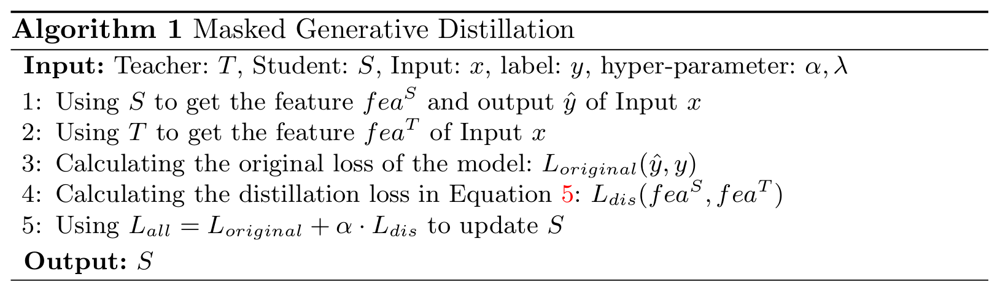 Algorithm 1 Masked Generative Distillation
Input: Teacher: $T$, Student: $S$, Input: $x$, label: $y$, hyper-parameter: $\alpha, \lambda$
1: Using $S$ to get the feature $fea^S$ and output $\hat{y}$ of Input $x$
2: Using $T$ to get the feature $fea^T$ of Input $x$
3: Calculating the original loss of the model: $L_{original}(\hat{y}, y)$
4: Calculating the distillation loss in Equation 5: $L_{dis}(fea^S, fea^T)$
5: Using $L_{all} = L_{original} + \alpha \cdot L_{dis}$ to update $S$
Output: $S$